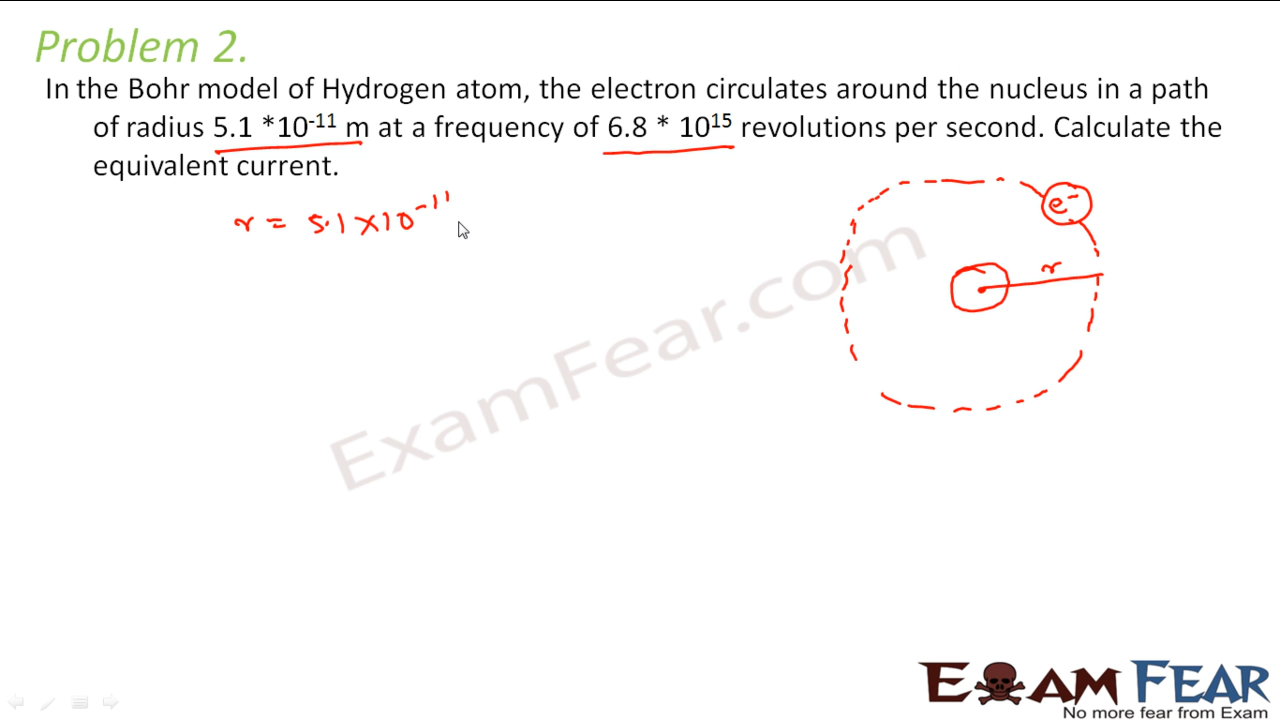 Problem 2.
In the Bohr model of Hydrogen atom, the electron circulates around the nucleus in a path
of radius 5.1 *10⁻¹¹ m at a frequency of 6.8 * 10¹⁵ revolutions per second. Calculate the
equivalent current.
r = 5.1 × 10⁻¹¹
e⁻
r
ExamFear.com
EXAM FEAR
No more fear from Exam